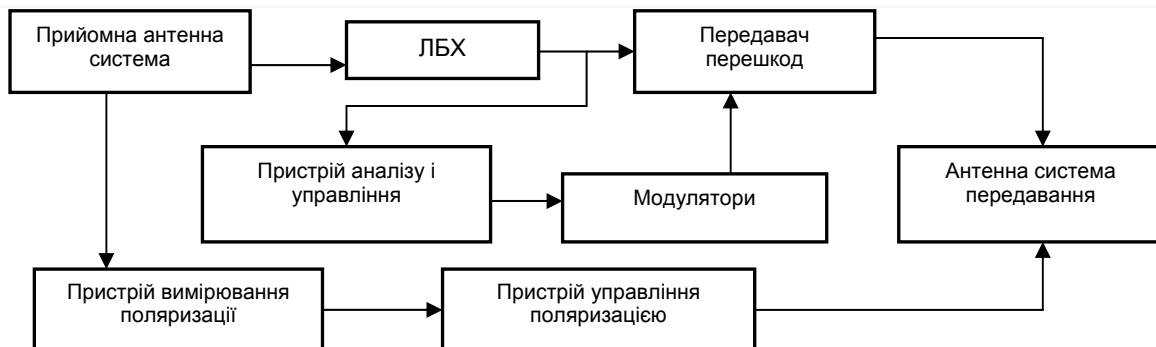 Прийомна антенна
система
ЛБХ
Передавач
перешкод
Пристрій аналізу і
управління
Модулятори
Антенна система
передавання
Пристрій вимірювання
поляризації
Пристрій управління
поляризацією